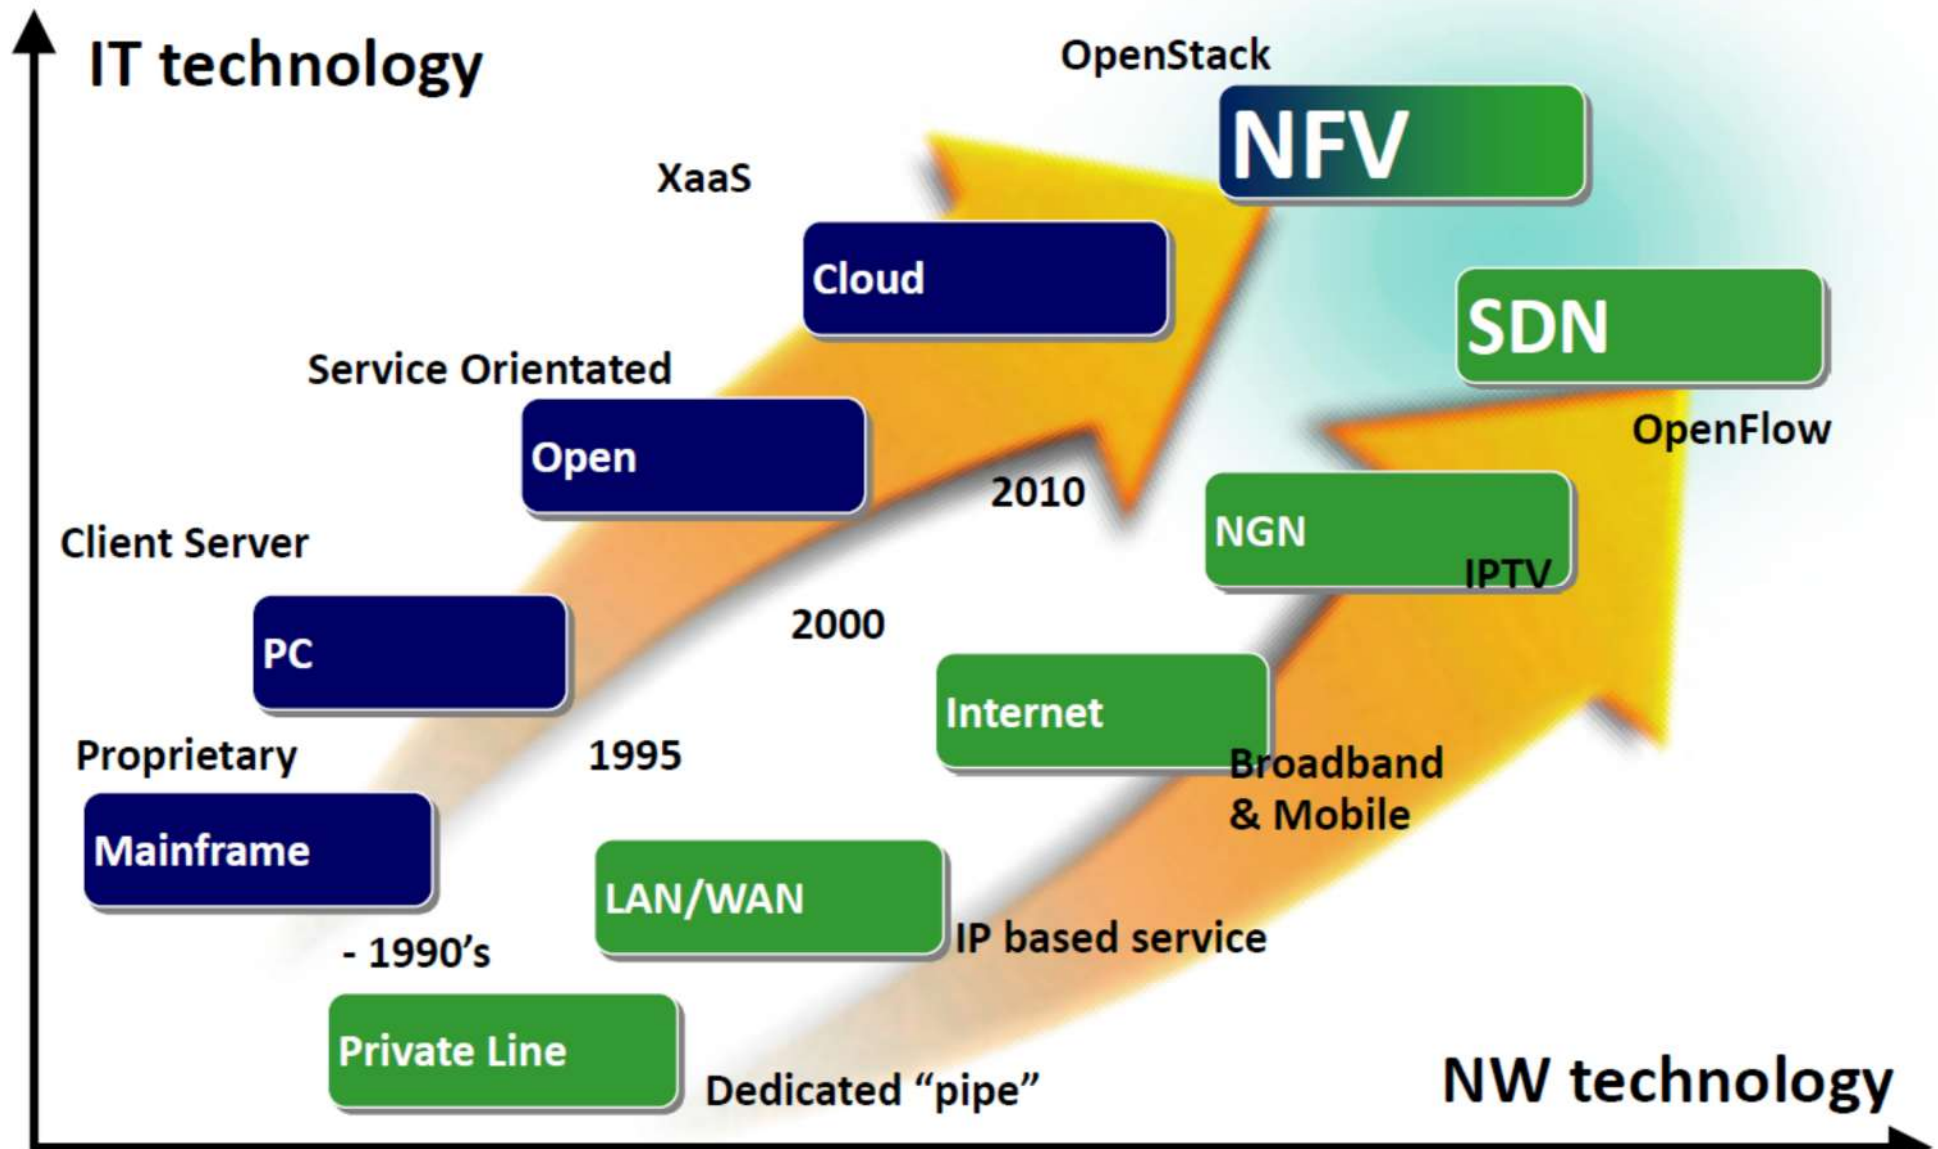 IT technology
OpenStack
NFV
XaaS
Cloud
SDN
Service Orientated
OpenFlow
Open
2010
NGN
IPTV
Client Server
2000
PC
Internet
Proprietary
1995
Broadband
& Mobile
Mainframe
LAN/WAN
IP based service
- 1990’s
Private Line
Dedicated “pipe”
NW technology